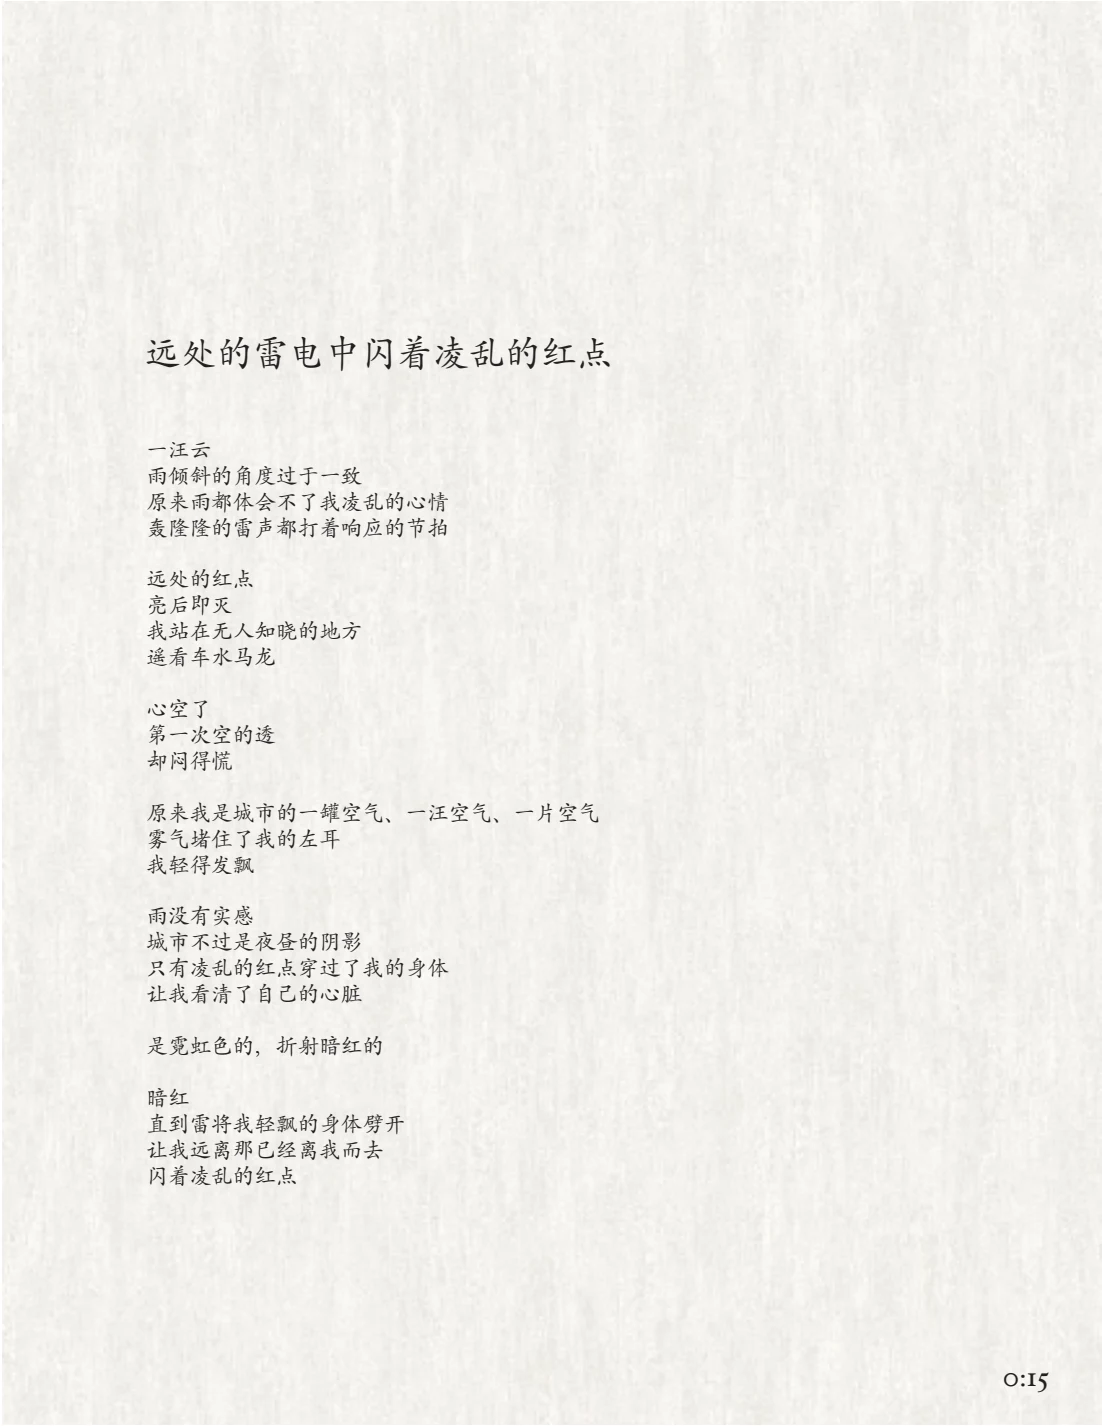 远处的雷电中闪着凌乱的红点
一汪云
雨倾斜的角度过于一致
原来雨都体会不了我凌乱的心情
轰隆隆的雷声都打着响应的节拍
远处的红点
亮后即灭
我站在无人知晓的地方
遥看车水马龙
心空了
第一次空的透
却闷得慌
原来我是城市的一罐空气、一汪空气、一片空气
雾气堵住了我的左耳
我轻得发飘
雨没有实感
城市不过是夜昼的阴影
只有凌乱的红点穿过了我的身体
让我看清了自己的心脏
是霓虹色的，折射暗红的
暗红
直到雷将我轻飘的身体劈开
让我远离那已经离我而去
闪着凌乱的红点
0:15